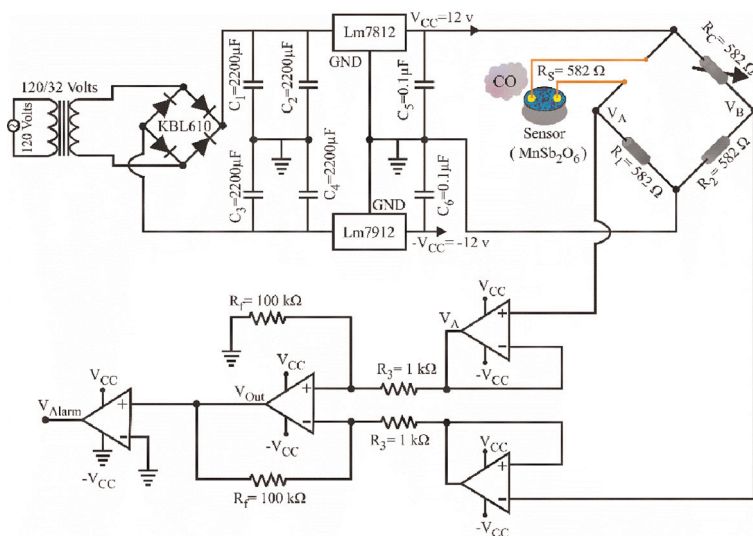 120/32 Volts
120 Volts
KBL610
C1=2200µF
C2=2200µF
C3=2200µF
C4=2200µF
Lm7812
GND
VCC=12 v
C5=0.1µF
GND
Lm7912
C6=0.1µF
-VCC= -12 v
CO
RS= 582 Ω
Sensor
( MnSb2O6)
RC= 582 Ω
VA
VB
R1= 582 Ω
R2= 582 Ω
Rf= 100 kΩ
VA
VCC
+
-
-VCC
R3= 1 kΩ
VCC
VOut
+
-
-VCC
R3= 1 kΩ
Rf= 100 kΩ
VCC
+
-
-VCC
VCC
VAlarm
+
-
-VCC